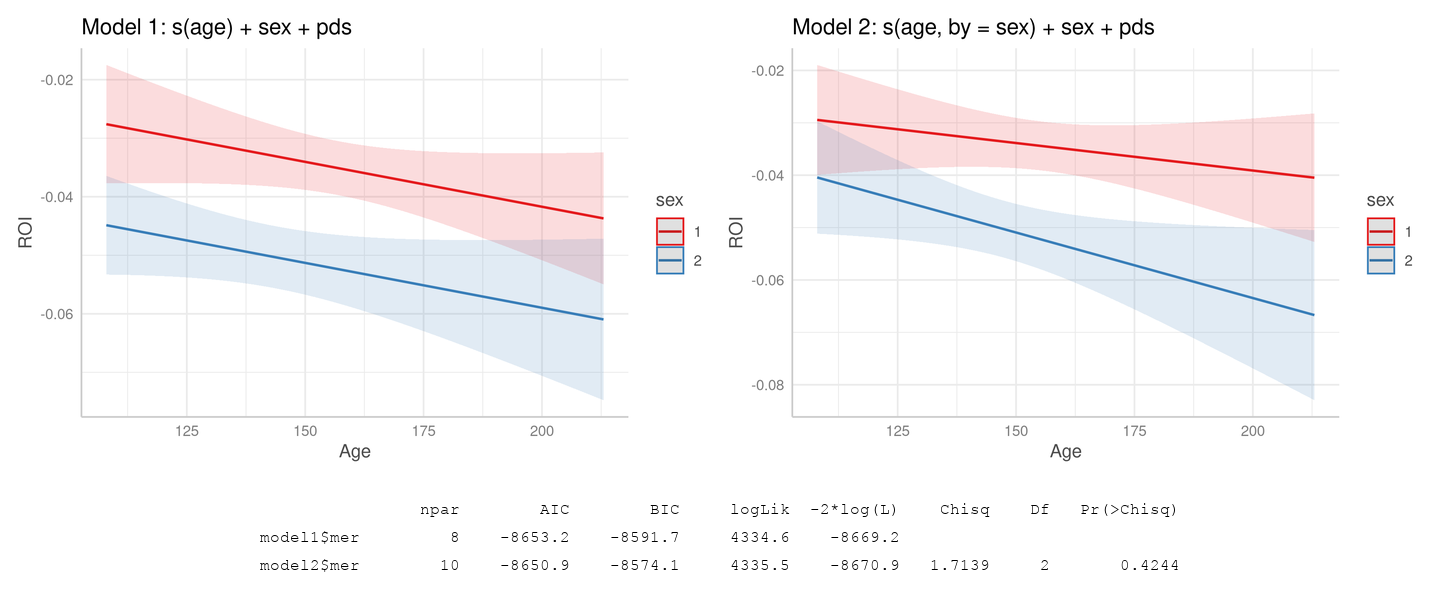 Model 1: s(age) + sex + pds
-0.02
-0.04
-0.06
ROI
125 150 175 200
Age
sex
1
2
Model 2: s(age, by = sex) + sex + pds
-0.02
-0.04
-0.06
-0.08
ROI
125 150 175 200
Age
sex
1
2
npar AIC BIC logLik -2*log(L) Chisq Df Pr(>Chisq)
model1$mer 8 -8653.2 -8591.7 4334.6 -8669.2
model2$mer 10 -8650.9 -8574.1 4335.5 -8670.9 1.7139 2 0.4244